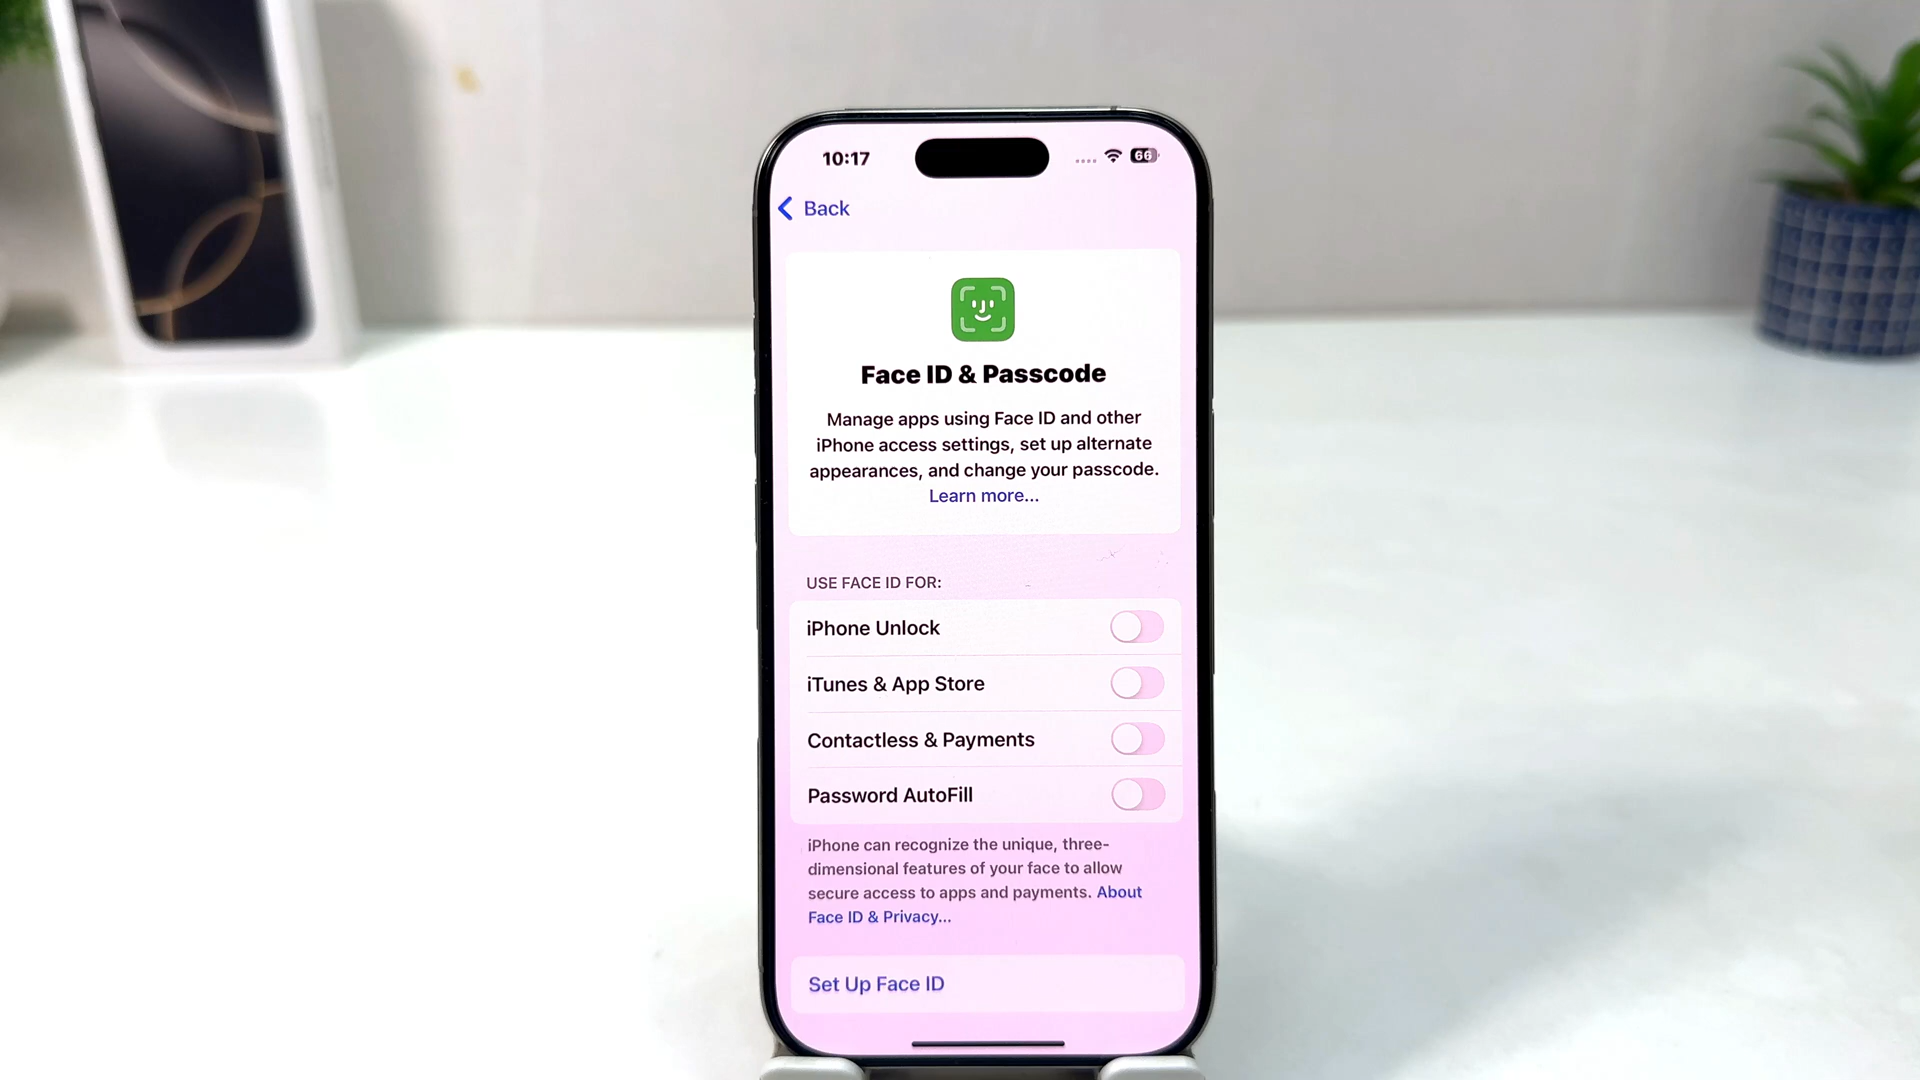 10:17
66
Back
Face ID & Passcode
Manage apps using Face ID and other
iPhone access settings, set up alternate
appearances, and change your passcode.
Learn more...
USE FACE ID FOR:
iPhone Unlock
iTunes & App Store
Contactless & Payments
Password AutoFill
iPhone can recognize the unique, three-
dimensional features of your face to allow
secure access to apps and payments. About
Face ID & Privacy...
Set Up Face ID